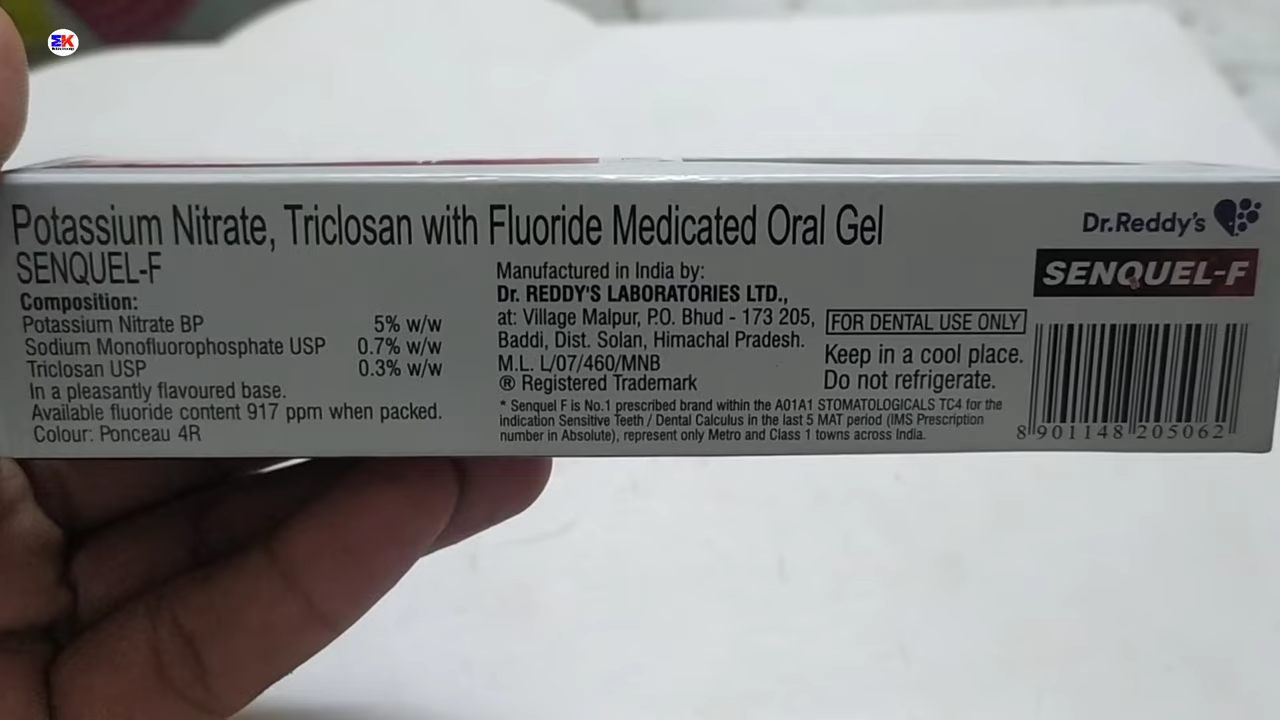 ΣK
Potassium Nitrate, Triclosan with Fluoride Medicated Oral Gel
SENQUEL-F
Composition:
Potassium Nitrate BP 5% w/w
Sodium Monofluorophosphate USP 0.7% w/w
Triclosan USP 0.3% w/w
In a pleasantly flavoured base.
Available fluoride content 917 ppm when packed.
Colour: Ponceau 4R
Manufactured in India by:
Dr. REDDY'S LABORATORIES LTD.,
at: Village Malpur, P.O. Bhud - 173 205,
Baddi, Dist. Solan, Himachal Pradesh.
M.L. L/07/460/MNB
® Registered Trademark
* Senquel F is No.1 prescribed brand within the A01A1 STOMATOLOGICALS TC4 for the
indication Sensitive Teeth / Dental Calculus in the last 5 MAT period (IMS Prescription
number in Absolute), represent only Metro and Class 1 towns across India.
FOR DENTAL USE ONLY
Keep in a cool place.
Do not refrigerate.
Dr.Reddy's
SENQUEL-F
8 901148 205062